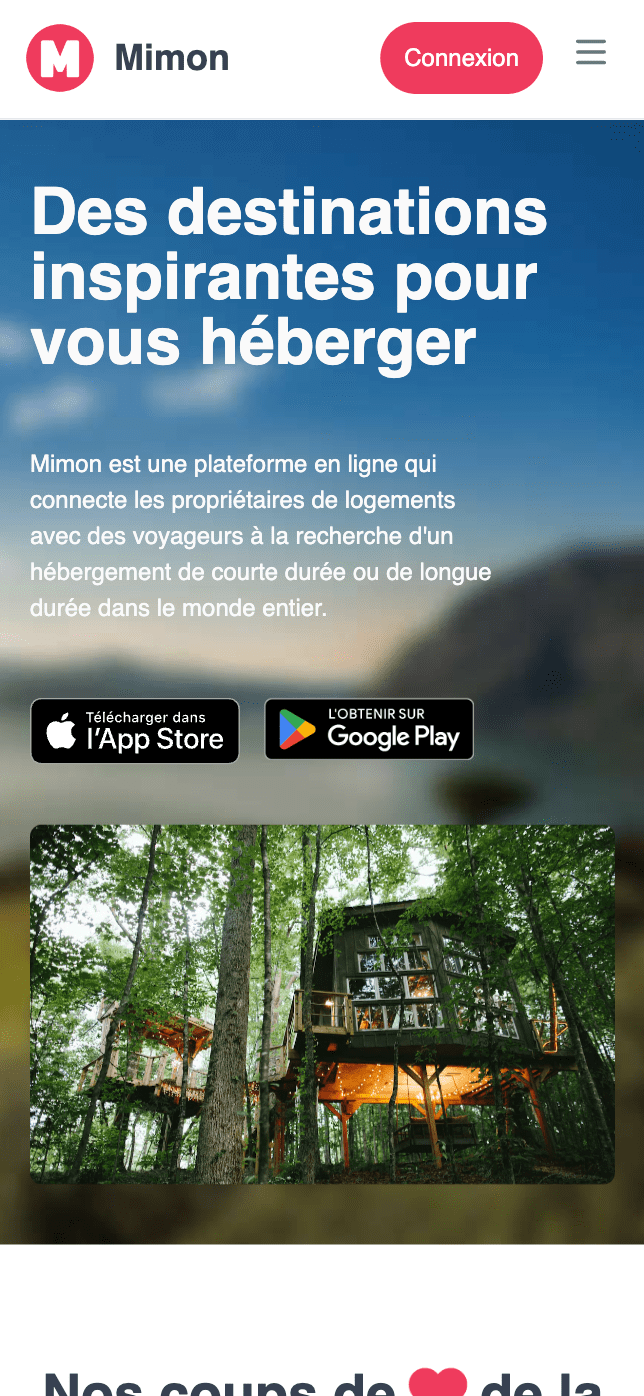 M Mimon
Connexion
Des destinations
inspirantes pour
vous héberger
Mimon est une plateforme en ligne qui
connecte les propriétaires de logements
avec des voyageurs à la recherche d'un
hébergement de courte durée ou de longue
durée dans le monde entier.
Télécharger dans
l'App Store
L'OBTENIR SUR
Google Play
Nos coups de ❤ de la